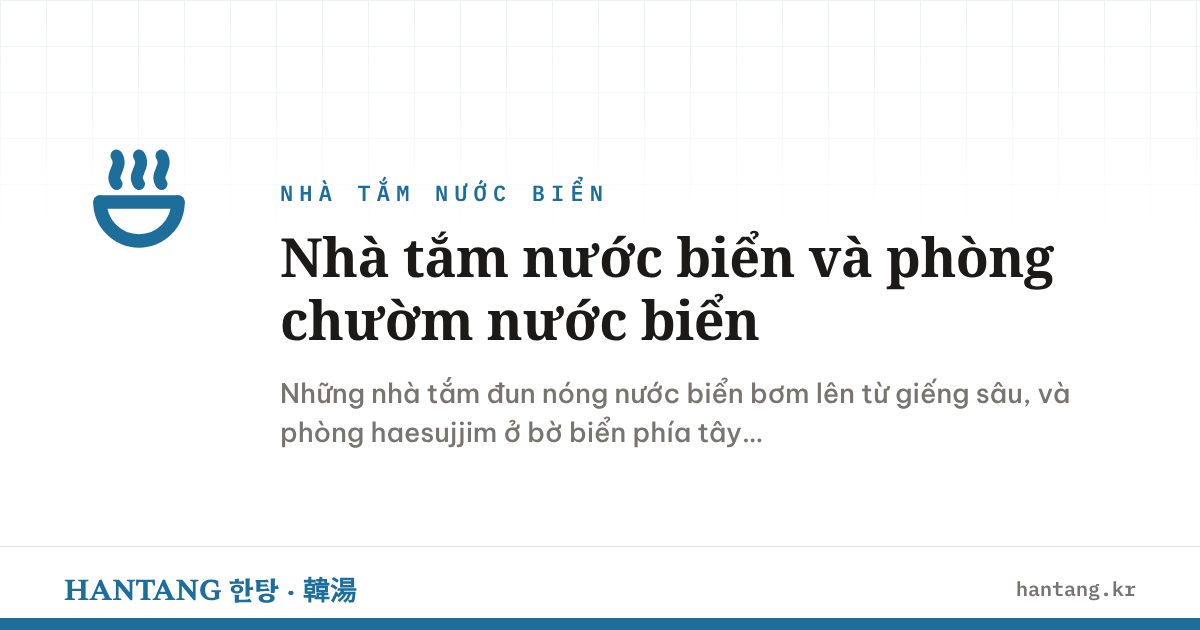 NHÀ TẮM NƯỚC BIỂN
Nhà tắm nước biển và phòng
chườm nước biển
Những nhà tắm đun nóng nước biển bơm lên từ giếng sâu, và
phòng haesujjim ở bờ biển phía tây...
HANTANG 한탕 · 韓湯
hantang.kr